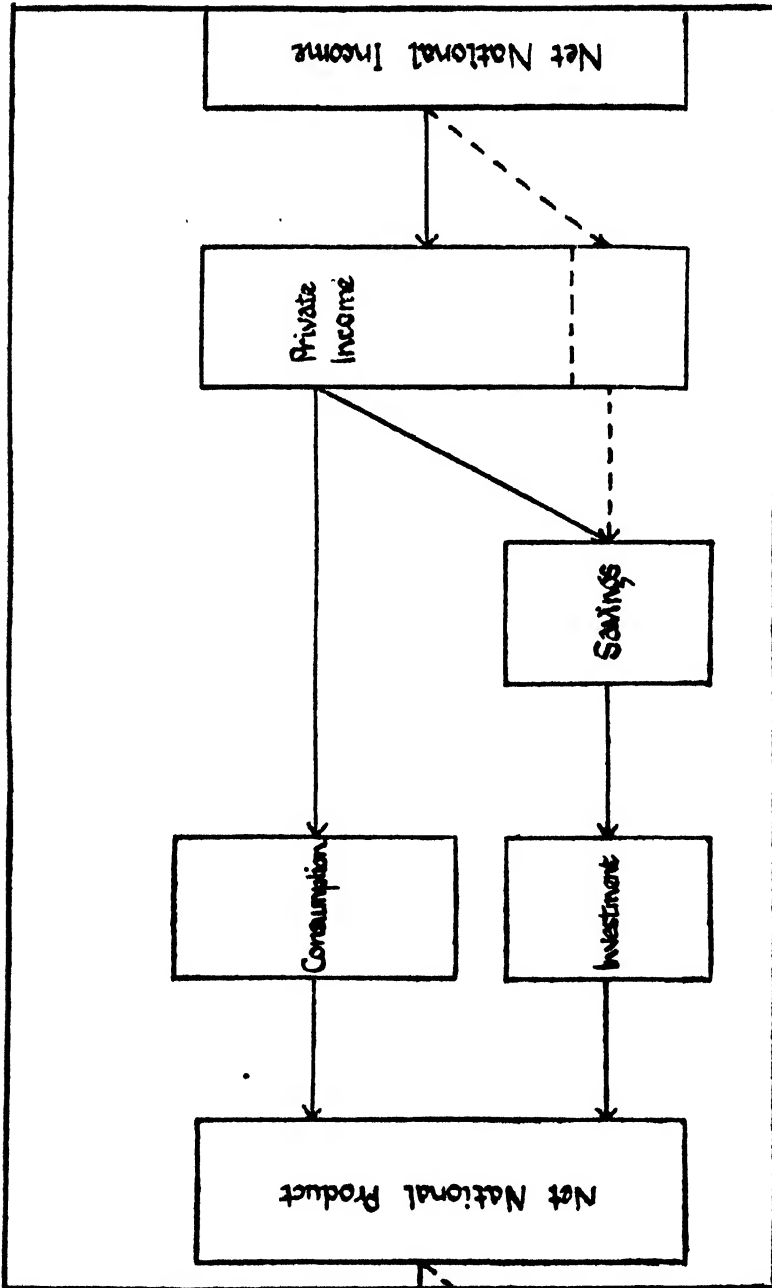 Net National Income
Private
Income
Savings
Consumption
Investment
Net National Product